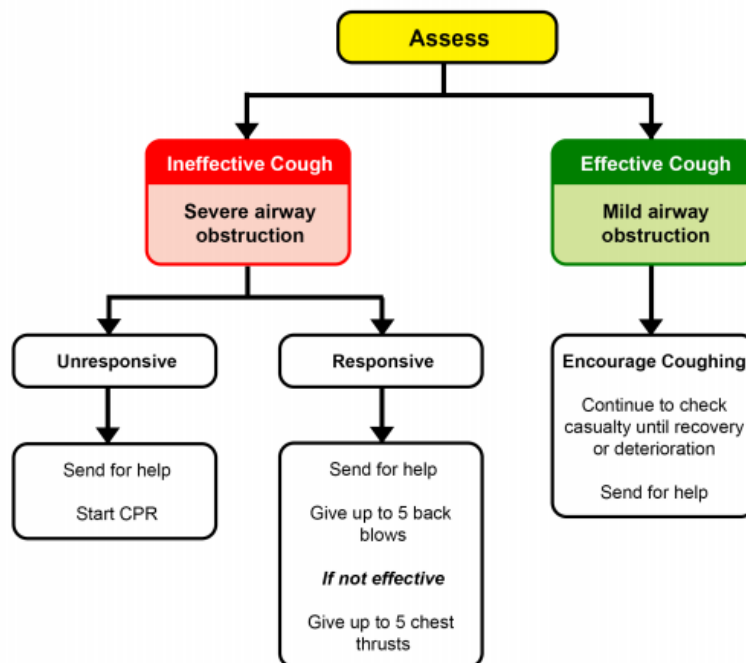 Assess
Ineffective Cough
Severe airway
obstruction
Effective Cough
Mild airway
obstruction
Unresponsive
Send for help
Start CPR
Responsive
Send for help
Give up to 5 back
blows
If not effective
Give up to 5 chest
thrusts
Encourage Coughing
Continue to check
casualty until recovery
or deterioration
Send for help